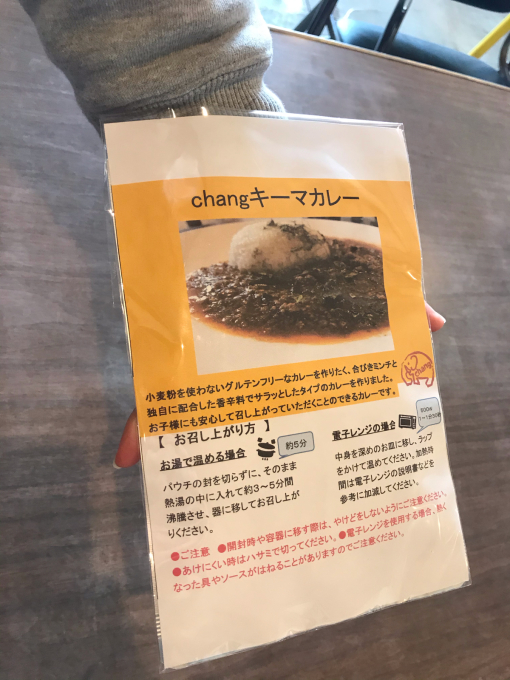 changキーマカレー
小麦粉を使わないグルテンフリーなカレーを作りたく、合びきミンチと
独自に配合した香辛料でサラッとしたタイプのカレーを作りました。
お子様にも安心して召し上がっていただくことのできるカレーです。
chang
【 お召し上がり方 】
お湯で温める場合
約5分
パウチの封を切らずに、そのまま
熱湯の中に入れて約3～5分間
沸騰させ、器に移してお召し上が
りください。
電子レンジの場合
中身を深めのお皿に移し、ラップ
をかけて温めてください。加熱時
間は電子レンジの説明書などを
参考に加減してください。
●ご注意 ●開封時や容器に移す際は、やけどをしないようにご注意ください。
●あけにくい時はハサミで切ってください。●電子レンジを使用する場合、熱く
なった具やソースがはねることがありますのでご注意ください。